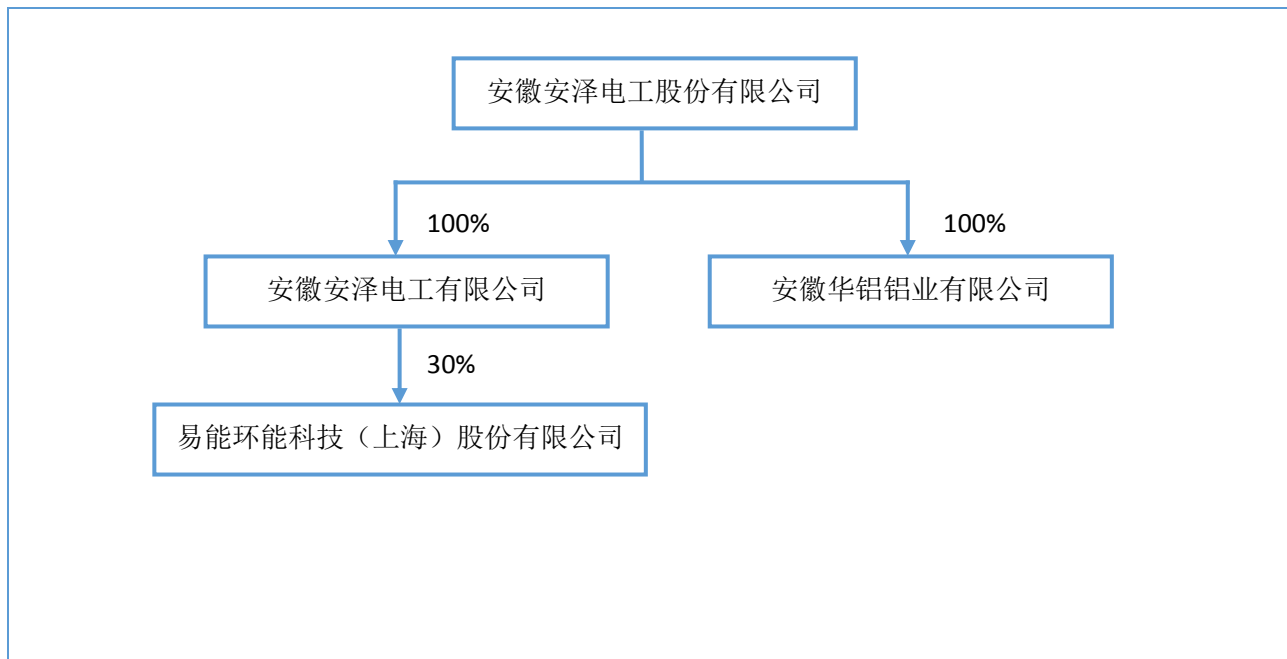 安徽安泽电工股份有限公司
100%
100%
安徽安泽电工有限公司
安徽华铝铝业有限公司
30%
易能环能科技（上海）股份有限公司